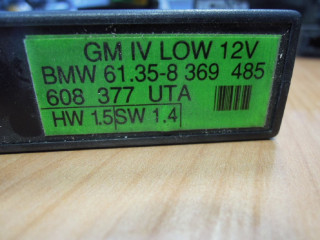 GM IV LOW 12V
BMW 61.35-8 369 485
608 377 UTA
HW 1.5 SW 1.4